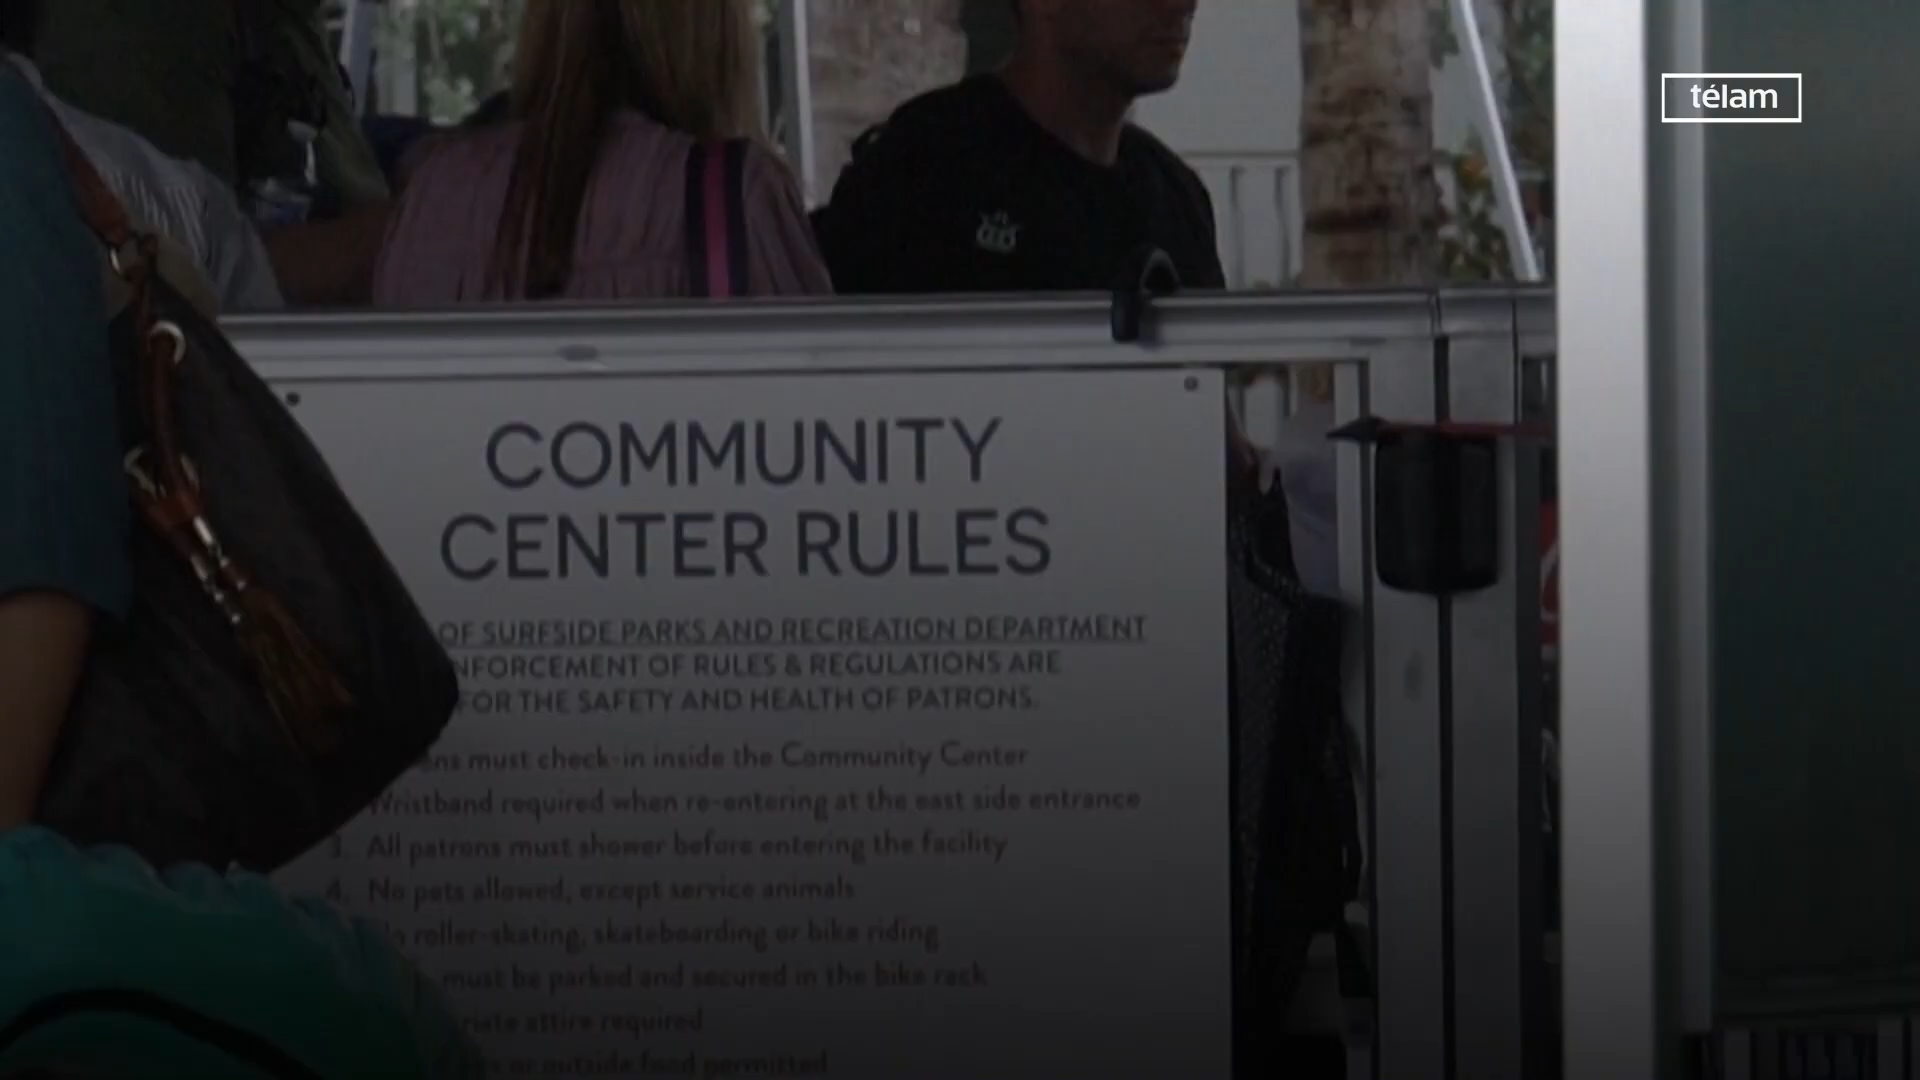 télam
COMMUNITY
CENTER RULES
OF SURFSIDE PARKS AND RECREATION DEPARTMENT
NFORCEMENT OF RULES & REGULATIONS ARE
FOR THE SAFETY AND HEALTH OF PATRONS.
ns must check-in inside the Community Center
Wristband required when re-entering at the east side entrance
3. All patrons must shower before entering the facility
4. No pets allowed, except service animals
roller-skating, skateboarding or bike riding
must be parked and secured in the bike rack
riate attire required
or outside food permitted